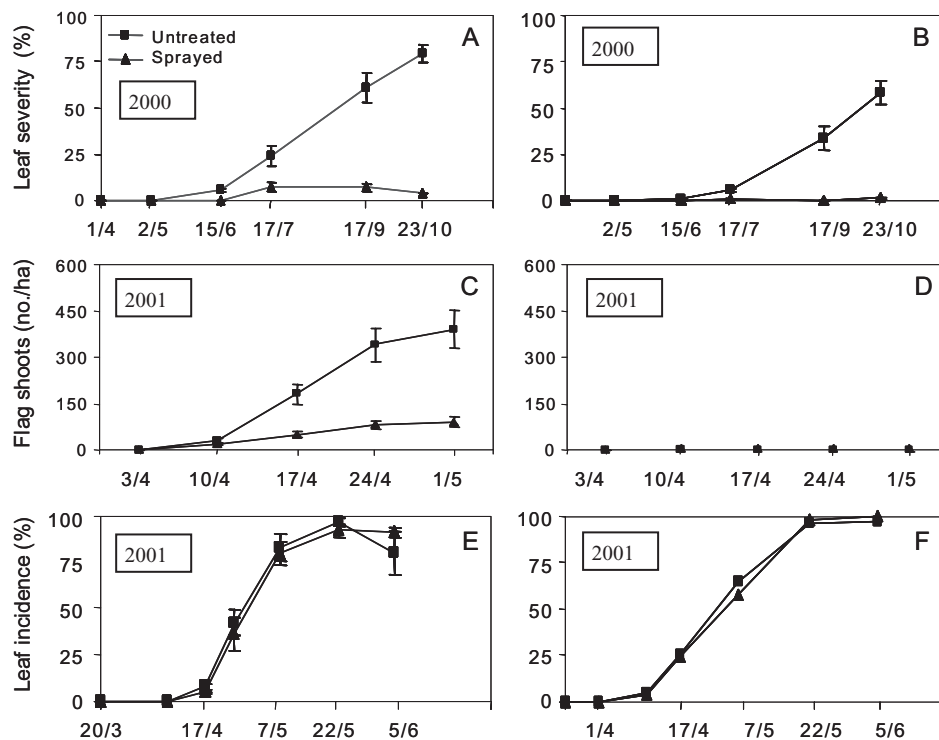 Leaf severity (%)
100
75
50
25
0
Untreated
Sprayed
2000
A
1/4 2/5 15/6 17/7 17/9 23/10
100
75
50
25
0
2000
B
2/5 15/6 17/7 17/9 23/10
Flag shoots (no./ha)
600
450
300
150
0
2001
C
3/4 10/4 17/4 24/4 1/5
600
450
300
150
0
2001
D
3/4 10/4 17/4 24/4 1/5
Leaf incidence (%)
100
75
50
25
0
2001
E
20/3 17/4 7/5 22/5 5/6
100
75
50
25
0
2001
F
1/4 17/4 7/5 22/5 5/6